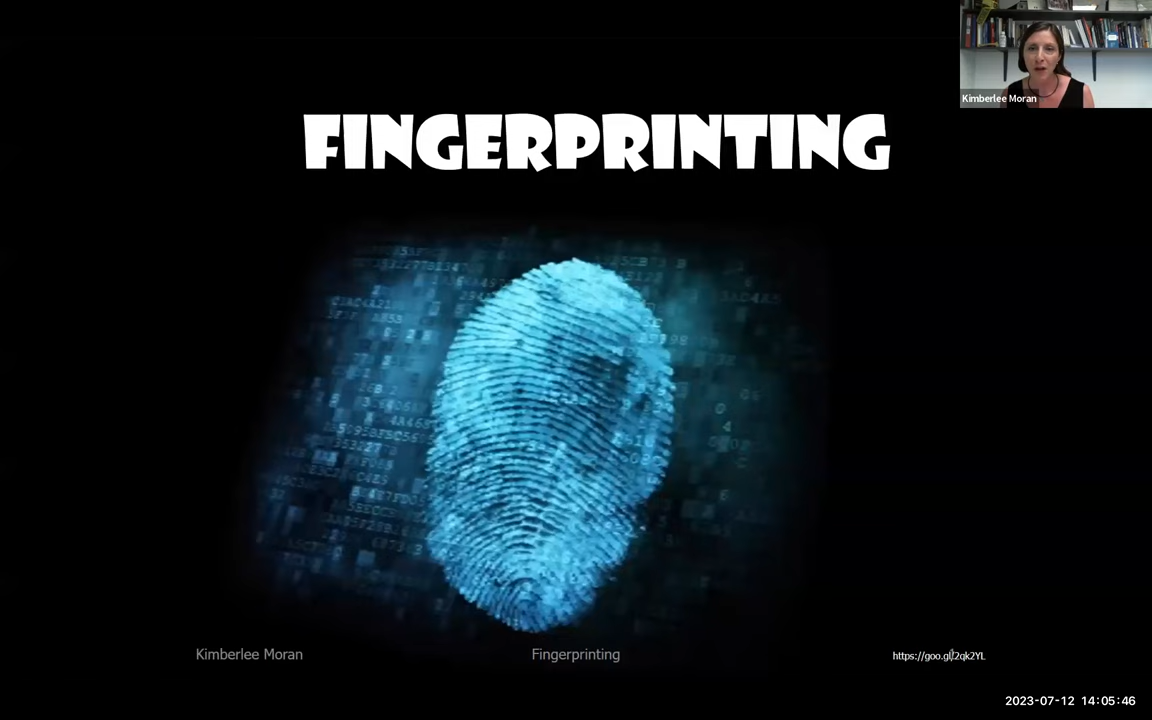 Kimberlee Moran
FINGERPRINTING
Kimberlee Moran
Fingerprinting
https://goo.gl/2qk2YL
2023-07-12 14:05:46